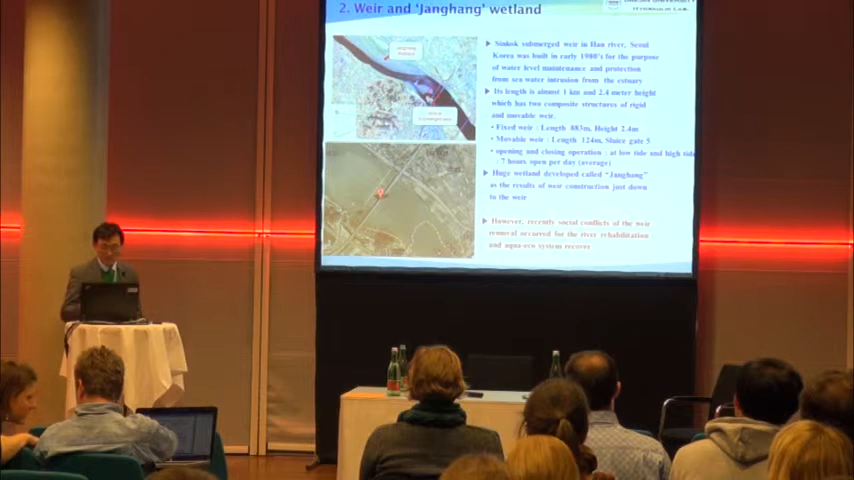 2. Weir and 'Janghang' wetland
UNIVERSITY
Sinkok submerged weir in Han river, Seoul
Korea was built in early 1980's for the purpose
of water level maintenance and protection
from sea water intrusion from the estuary
Its length is almost 1 km and 2.4 meter height
which has two composite structures of rigid
and movable weir.
• Fixed weir : Length 883m, Height 2.4m
• Movable weir : Length 124m, Sluice gate 5
• opening and closing operation : at low tide and high tide
: 7 hours open per day (average)
Huge wetland developed called "Janghang"
as the results of weir construction just down
to the weir
However, recently social conflicts of the weir
removal occurred for the river rehabilitation
and aqua-eco system recover